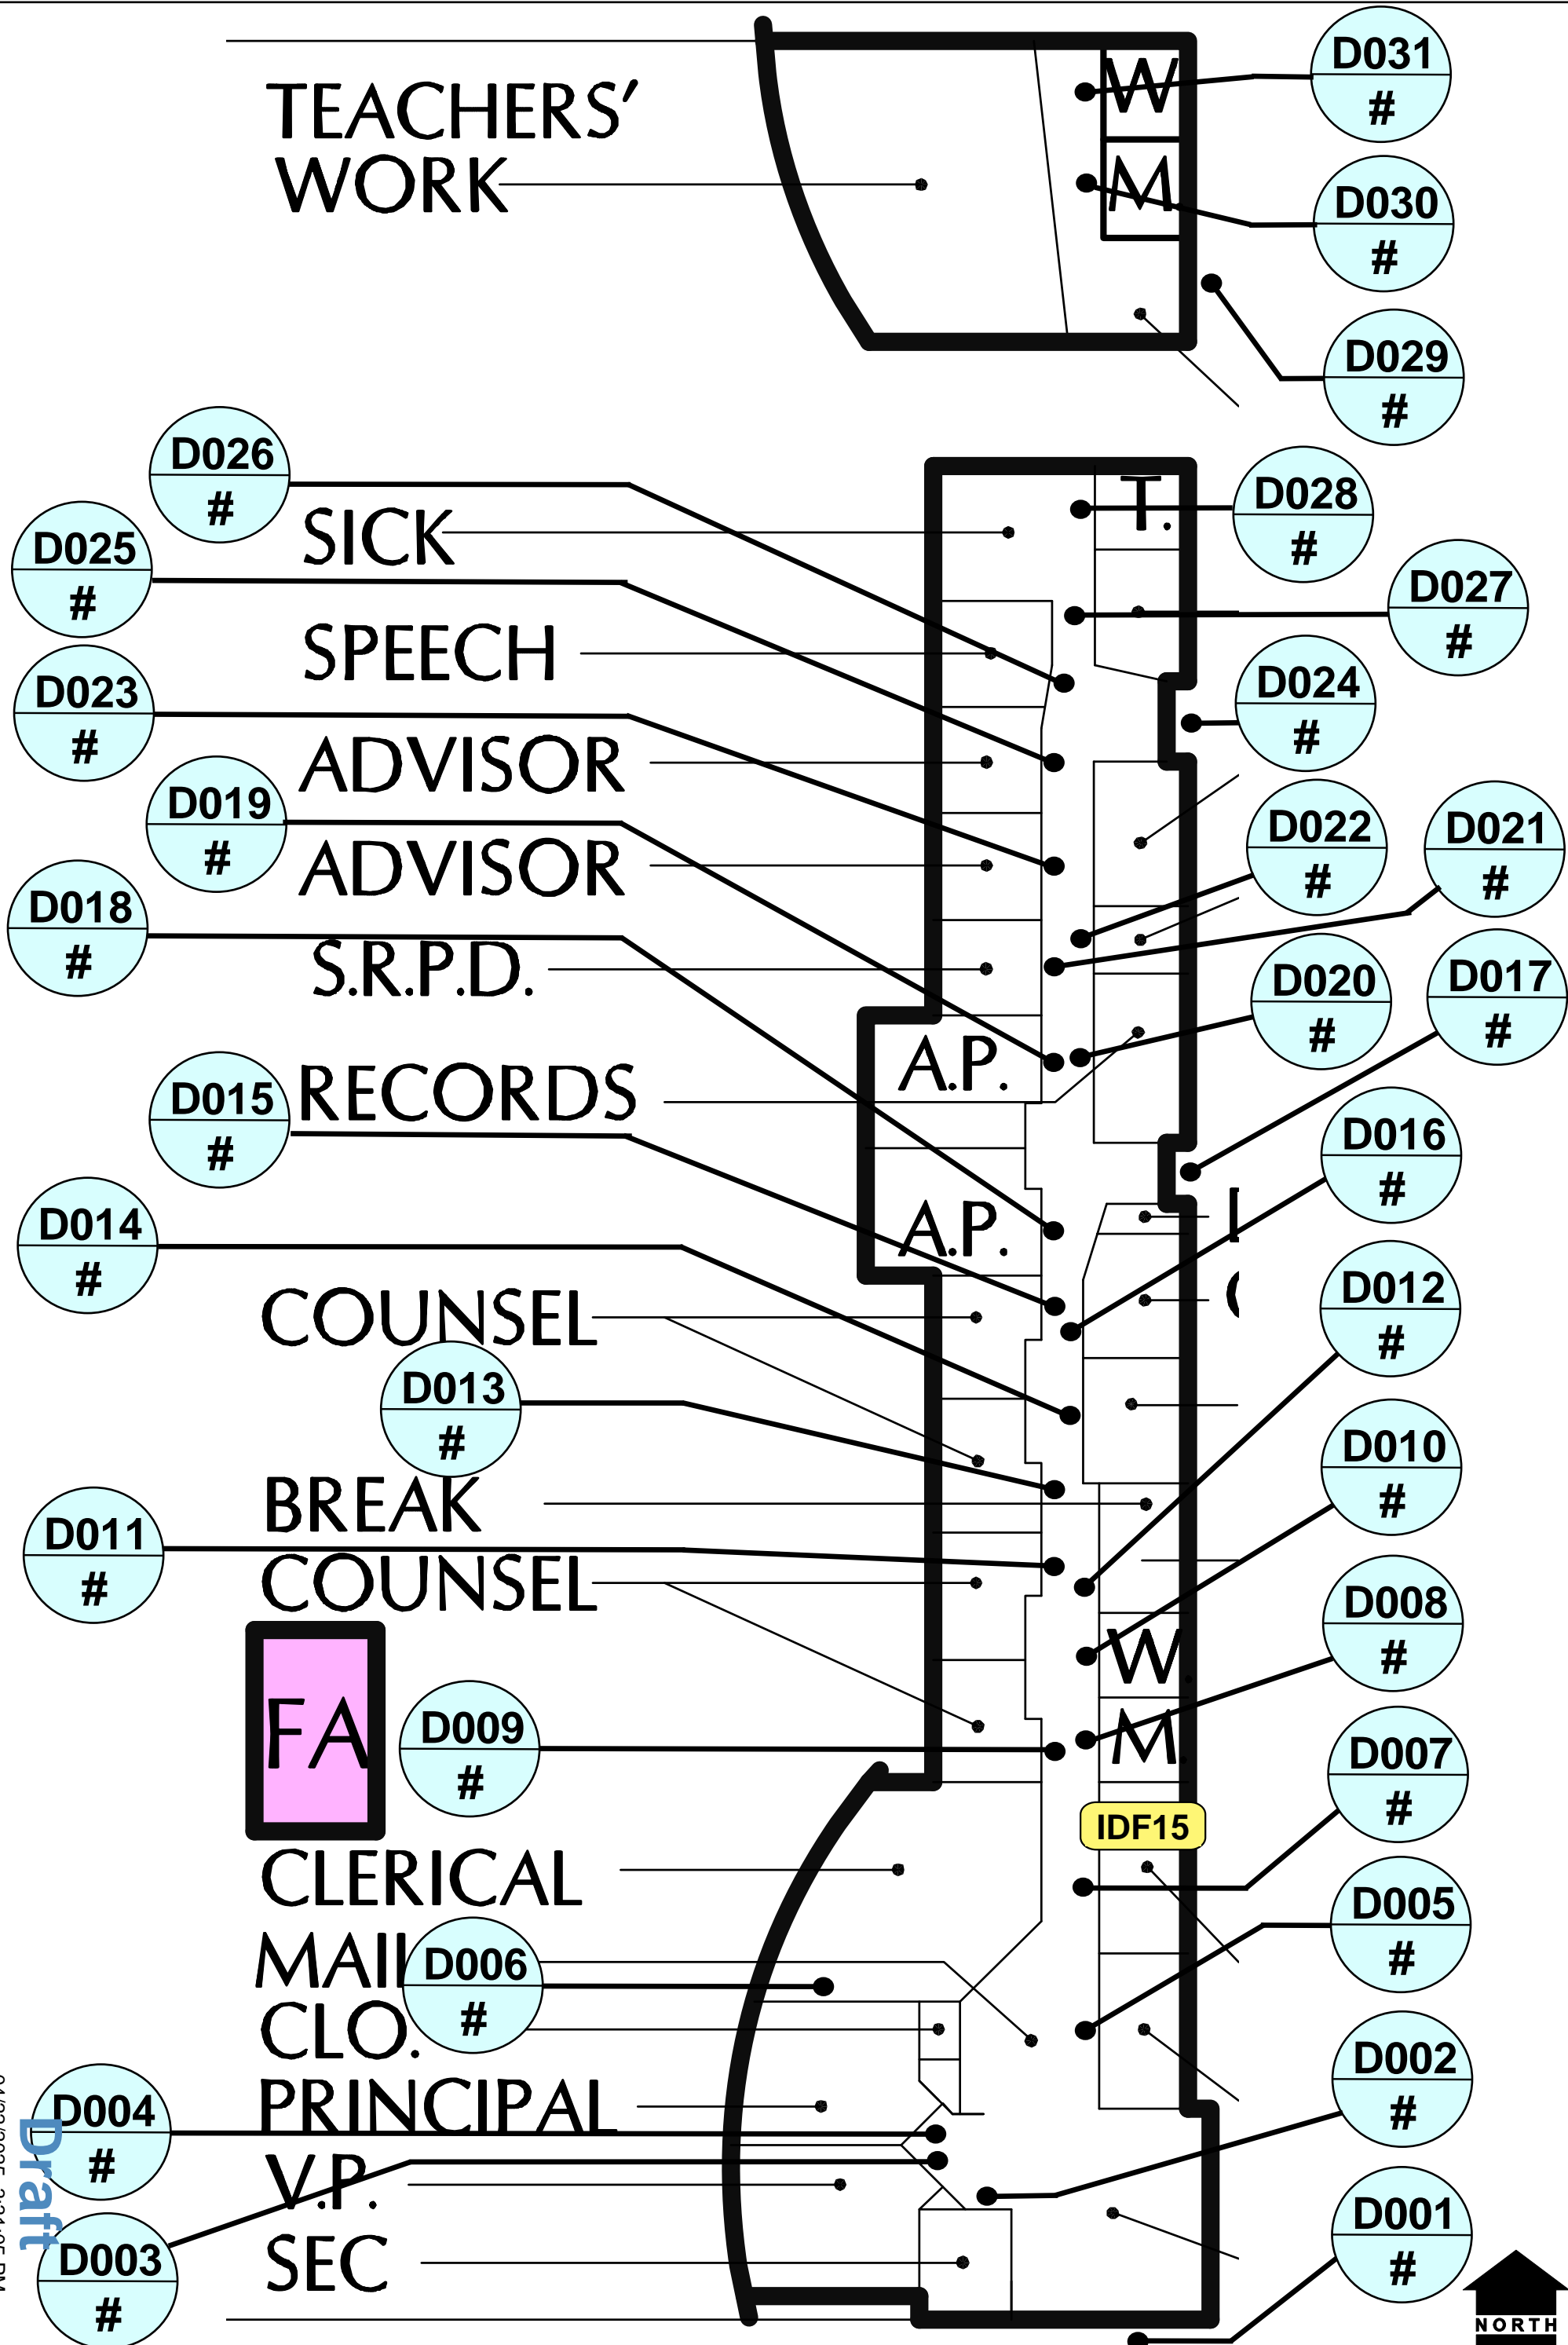 D031
#
TEACHERS'
WORK
W
M
D030
#
D029
#
D026
#
SICK
T.
D028
#
D025
#
D027
#
SPEECH
D023
#
D024
#
ADVISOR
D019
#
D022
#
D021
#
ADVISOR
D018
#
S.R.P.D.
D020
#
D017
#
A.P.
RECORDS
D015
#
D016
#
D014
#
A.P.
COUNSEL
D012
#
D013
#
BREAK
D010
#
D011
#
COUNSEL
W
D008
#
FA
D009
#
M
D007
#
IDF15
CLERICAL
D005
#
MAIL
D006
#
CLO.
D002
#
PRINCIPAL
D004
#
V.P.
D001
#
SEC
D003
#
Draft
NORTH